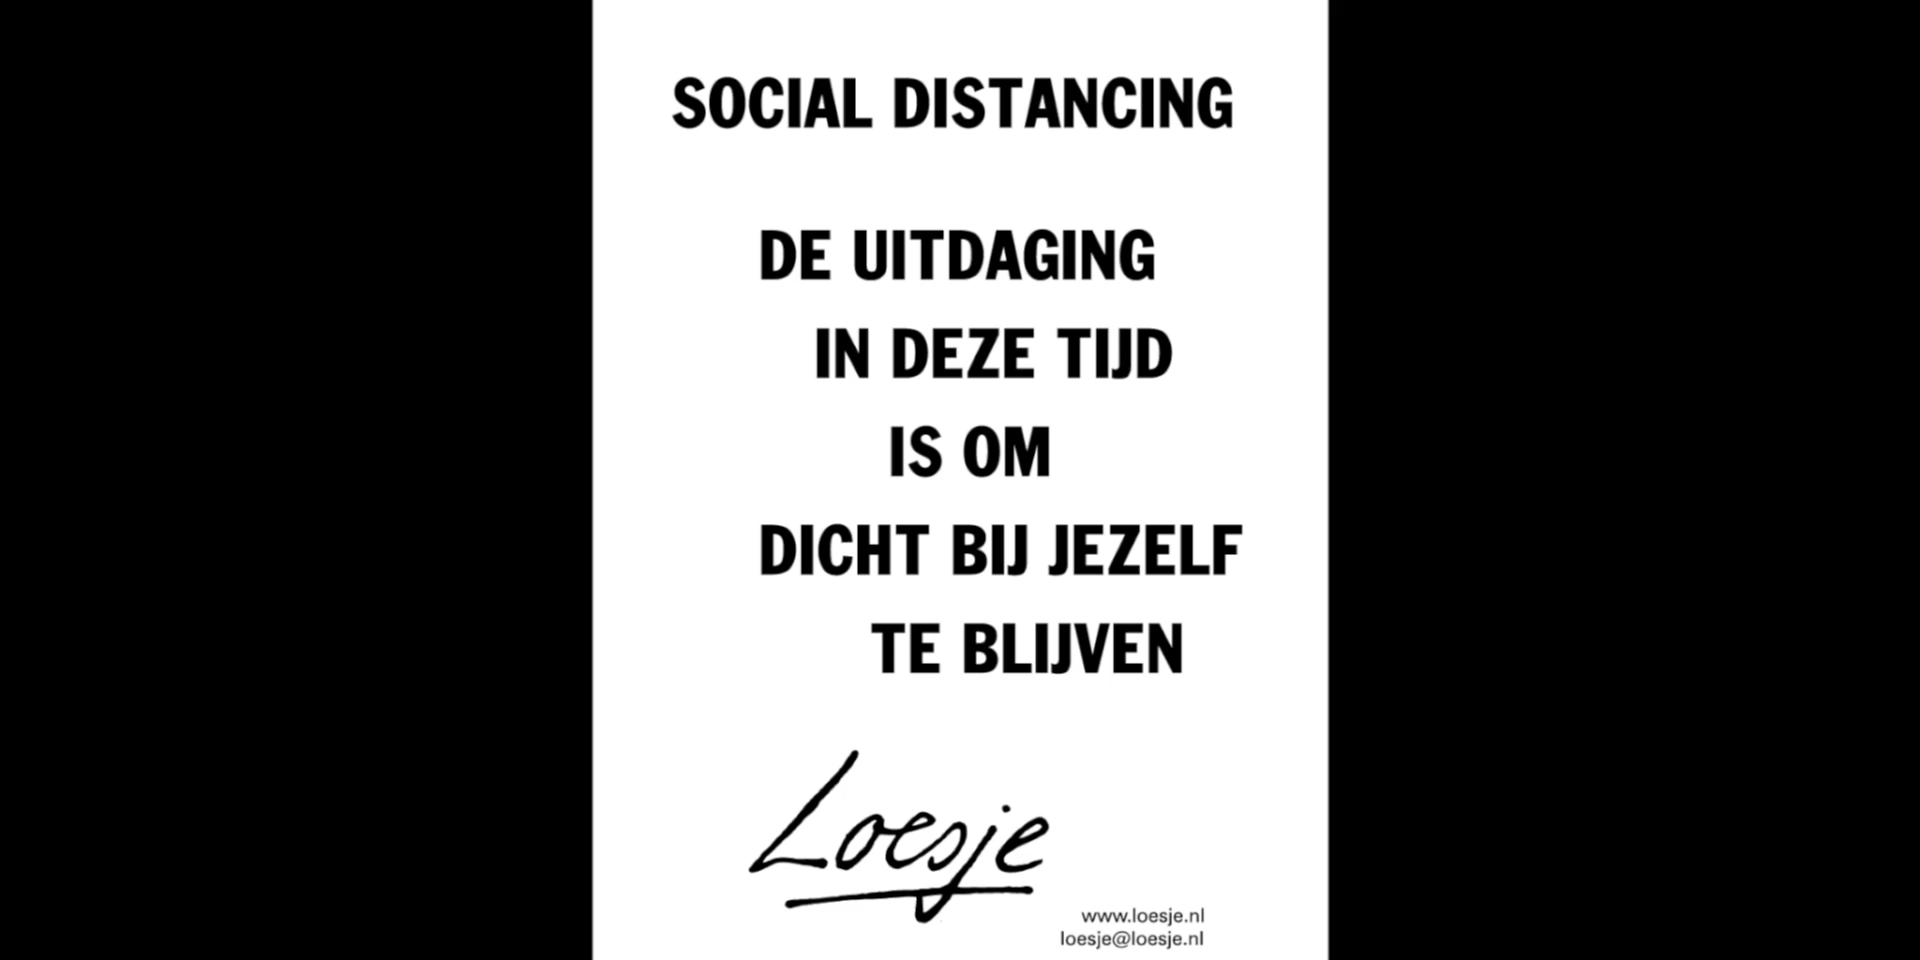 SOCIAL DISTANCING
DE UITDAGING
IN DEZE TIJD
IS OM
DICHT BIJ JEZELF
TE BLIJVEN
Loesje
www.loesje.nl
loesje@loesje.nl